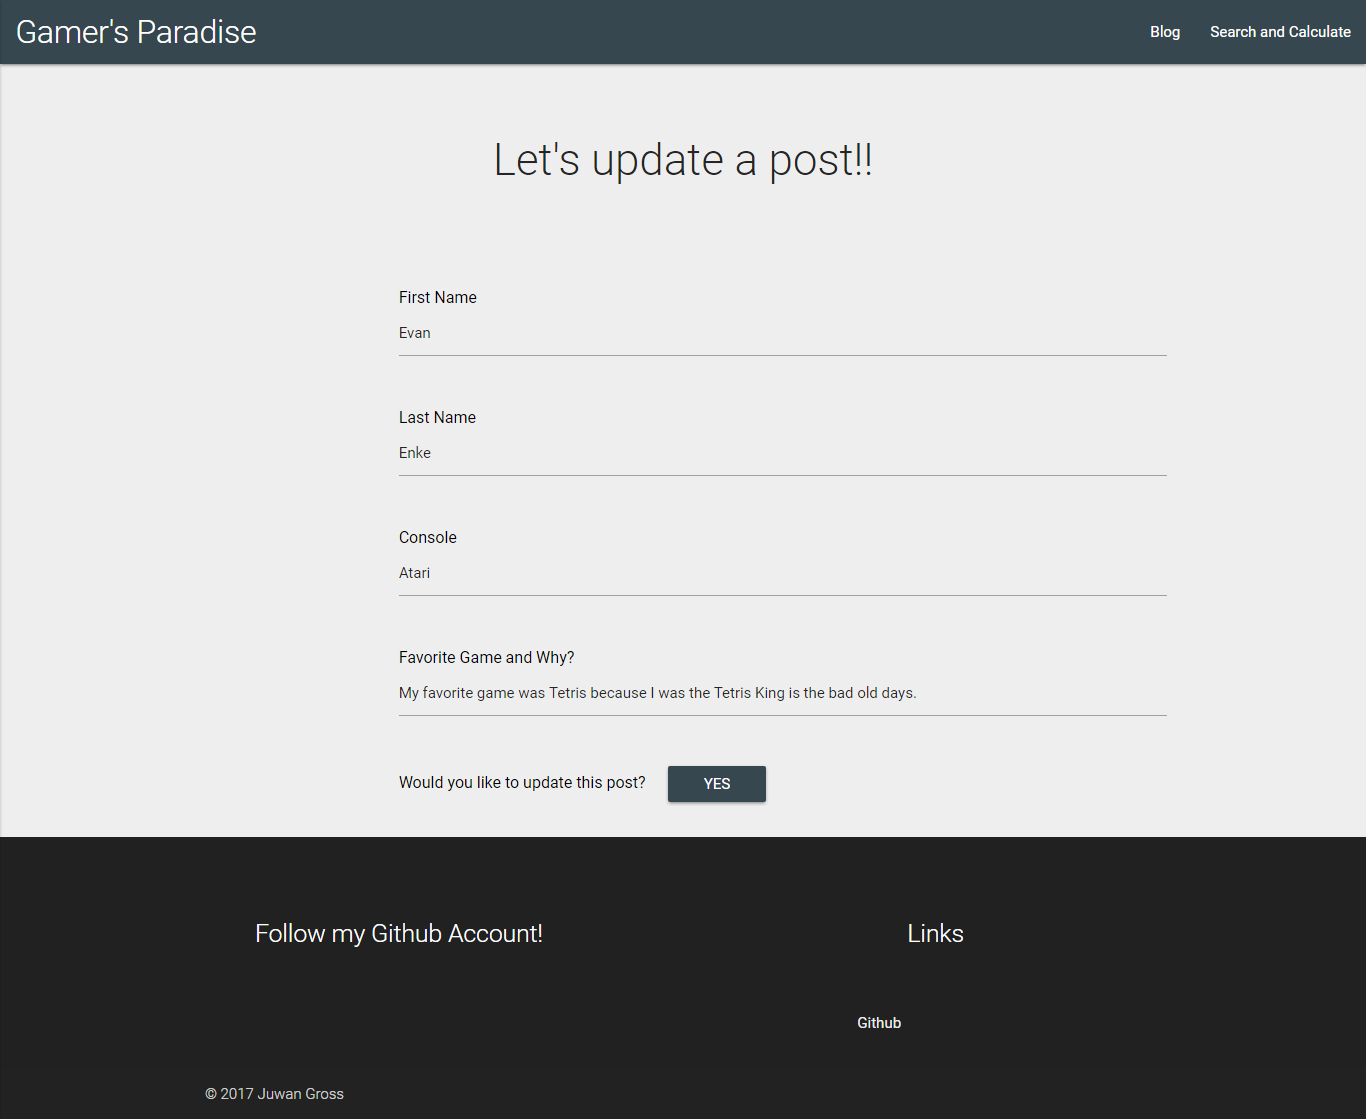 Gamer's Paradise
Blog
Search and Calculate
Let's update a post!!
First Name
Evan
Last Name
Enke
Console
Atari
Favorite Game and Why?
My favorite game was Tetris because I was the Tetris King is the bad old days.
Would you like to update this post?
YES
Follow my Github Account!
Links
Github
© 2017 Juwan Gross